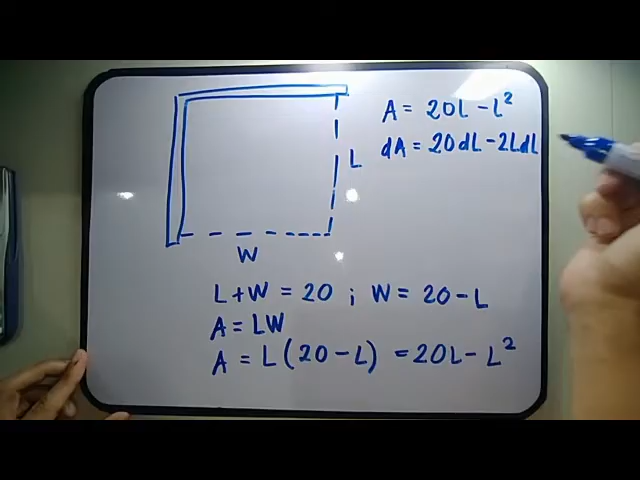 A = 20L - L²
dA = 20dL - 2LdL
L
W
L + W = 20 ; W = 20 - L
A = LW
A = L(20 - L) = 20L - L²